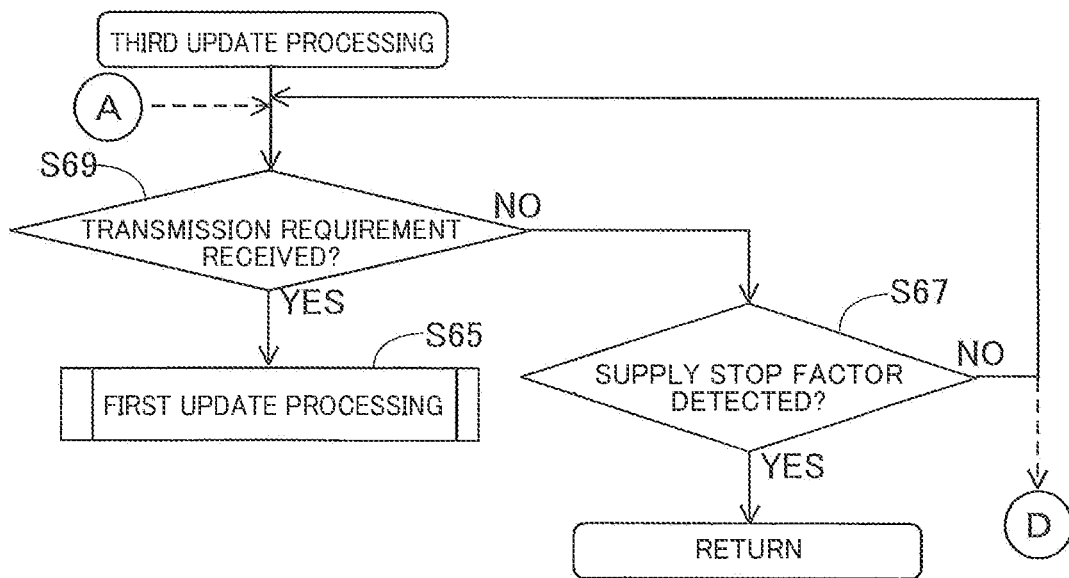 THIRD UPDATE PROCESSING
A
S69
TRANSMISSION REQUIREMENT
RECEIVED?
NO
YES
S65
FIRST UPDATE PROCESSING
S67
SUPPLY STOP FACTOR
DETECTED?
NO
YES
RETURN
D